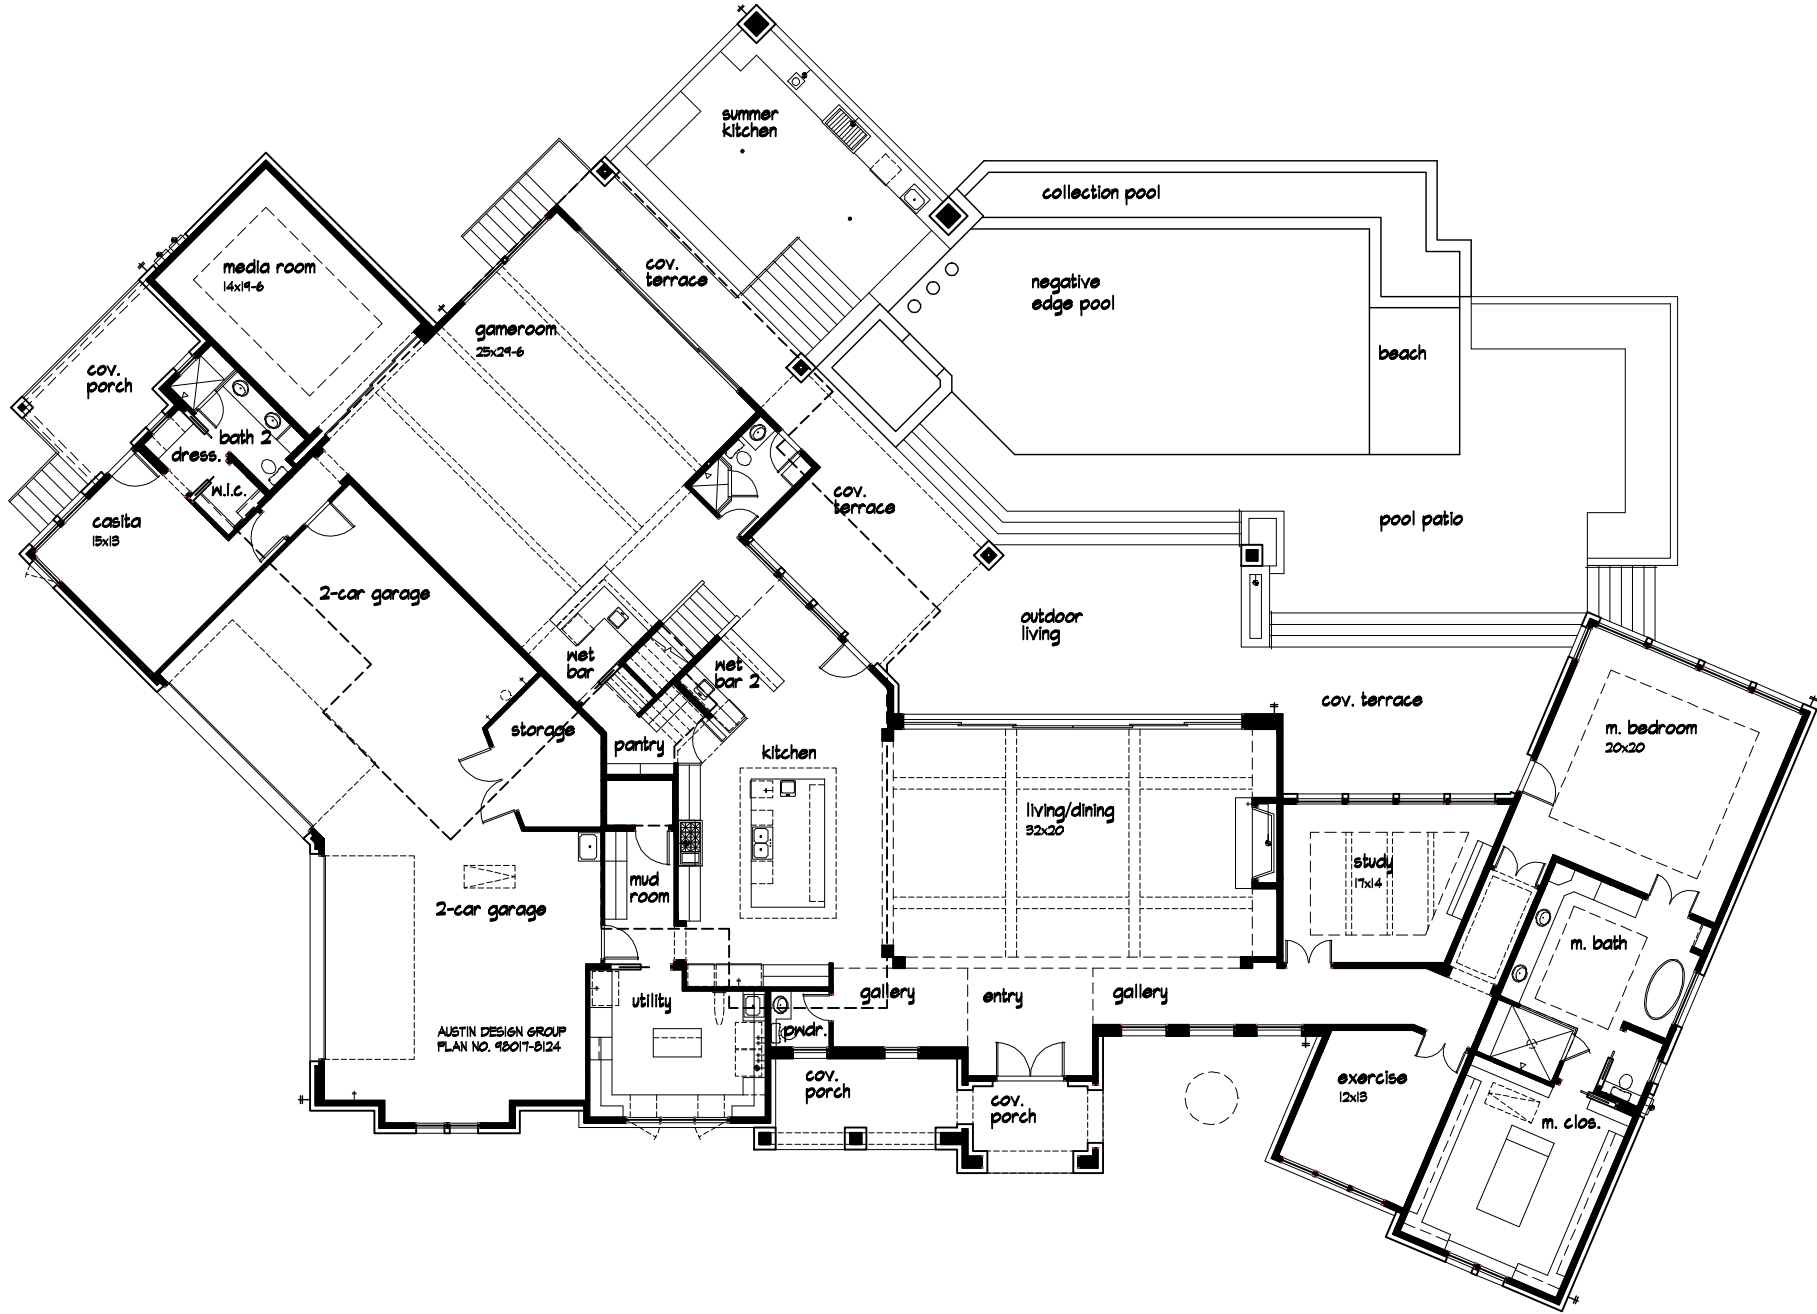 summer
kitchen
collection pool
media room
14x19-6
cov.
terrace
negative
edge pool
gameroom
25x29-6
beach
cov.
porch
bath 2
dress.
w.i.c.
cov.
terrace
casita
15x13
pool patio
2-car garage
outdoor
living
wet
bar
wet
bar 2
cov. terrace
m. bedroom
20x20
storage
pantry
kitchen
living/dining
32x20
study
17x14
mud
room
2-car garage
m. bath
utility
gallery
entry
gallery
AUSTIN DESIGN GROUP
PLAN NO. 98017-8124
pwdr.
cov.
porch
cov.
porch
exercise
12x13
m. clos.